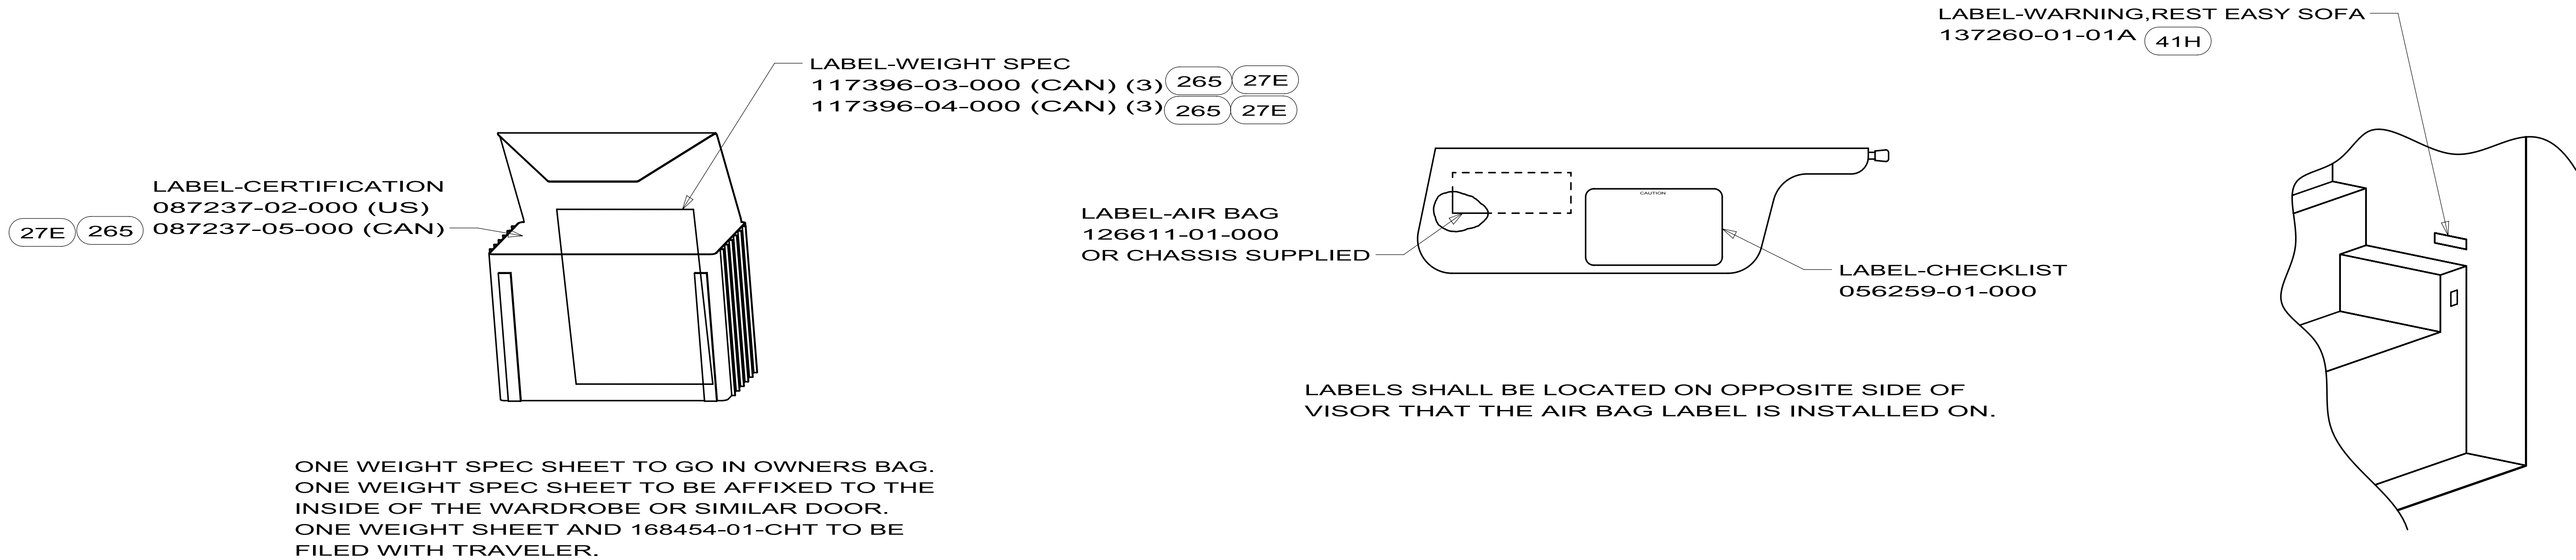 LABEL-WEIGHT SPEC
117396-03-000 (CAN) (3) 265 27E
117396-04-000 (CAN) (3) 265 27E
LABEL-CERTIFICATION
087237-02-000 (US)
27E 265 087237-05-000 (CAN)
ONE WEIGHT SPEC SHEET TO GO IN OWNERS BAG.
ONE WEIGHT SPEC SHEET TO BE AFFIXED TO THE
INSIDE OF THE WARDROBE OR SIMILAR DOOR.
ONE WEIGHT SHEET AND 168454-01-CHT TO BE
FILED WITH TRAVELER.
LABEL-AIR BAG
126611-01-000
OR CHASSIS SUPPLIED
CAUTION
LABEL-CHECKLIST
056259-01-000
LABELS SHALL BE LOCATED ON OPPOSITE SIDE OF
VISOR THAT THE AIR BAG LABEL IS INSTALLED ON.
LABEL-WARNING,REST EASY SOFA
137260-01-01A 41H